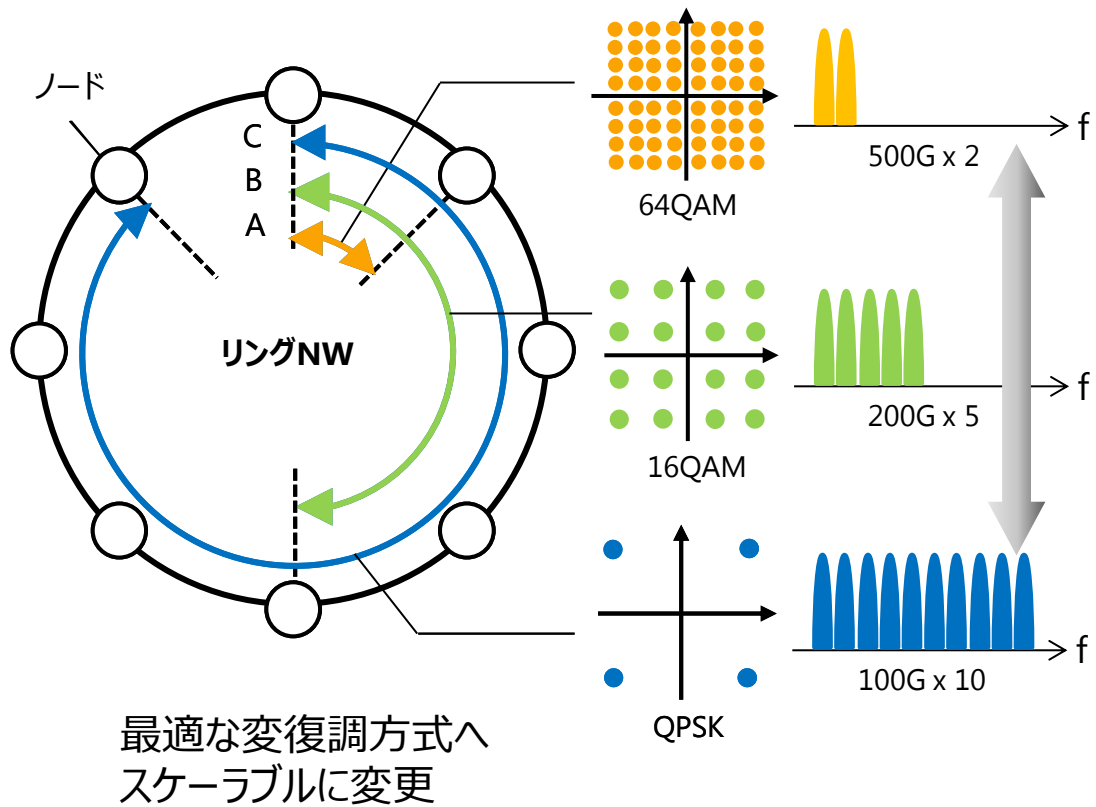 ノード
C
B
A
リングNW
64QAM
f
500G x 2
16QAM
f
200G x 5
QPSK
f
100G x 10
最適な変復調方式へ
スケーラブルに変更